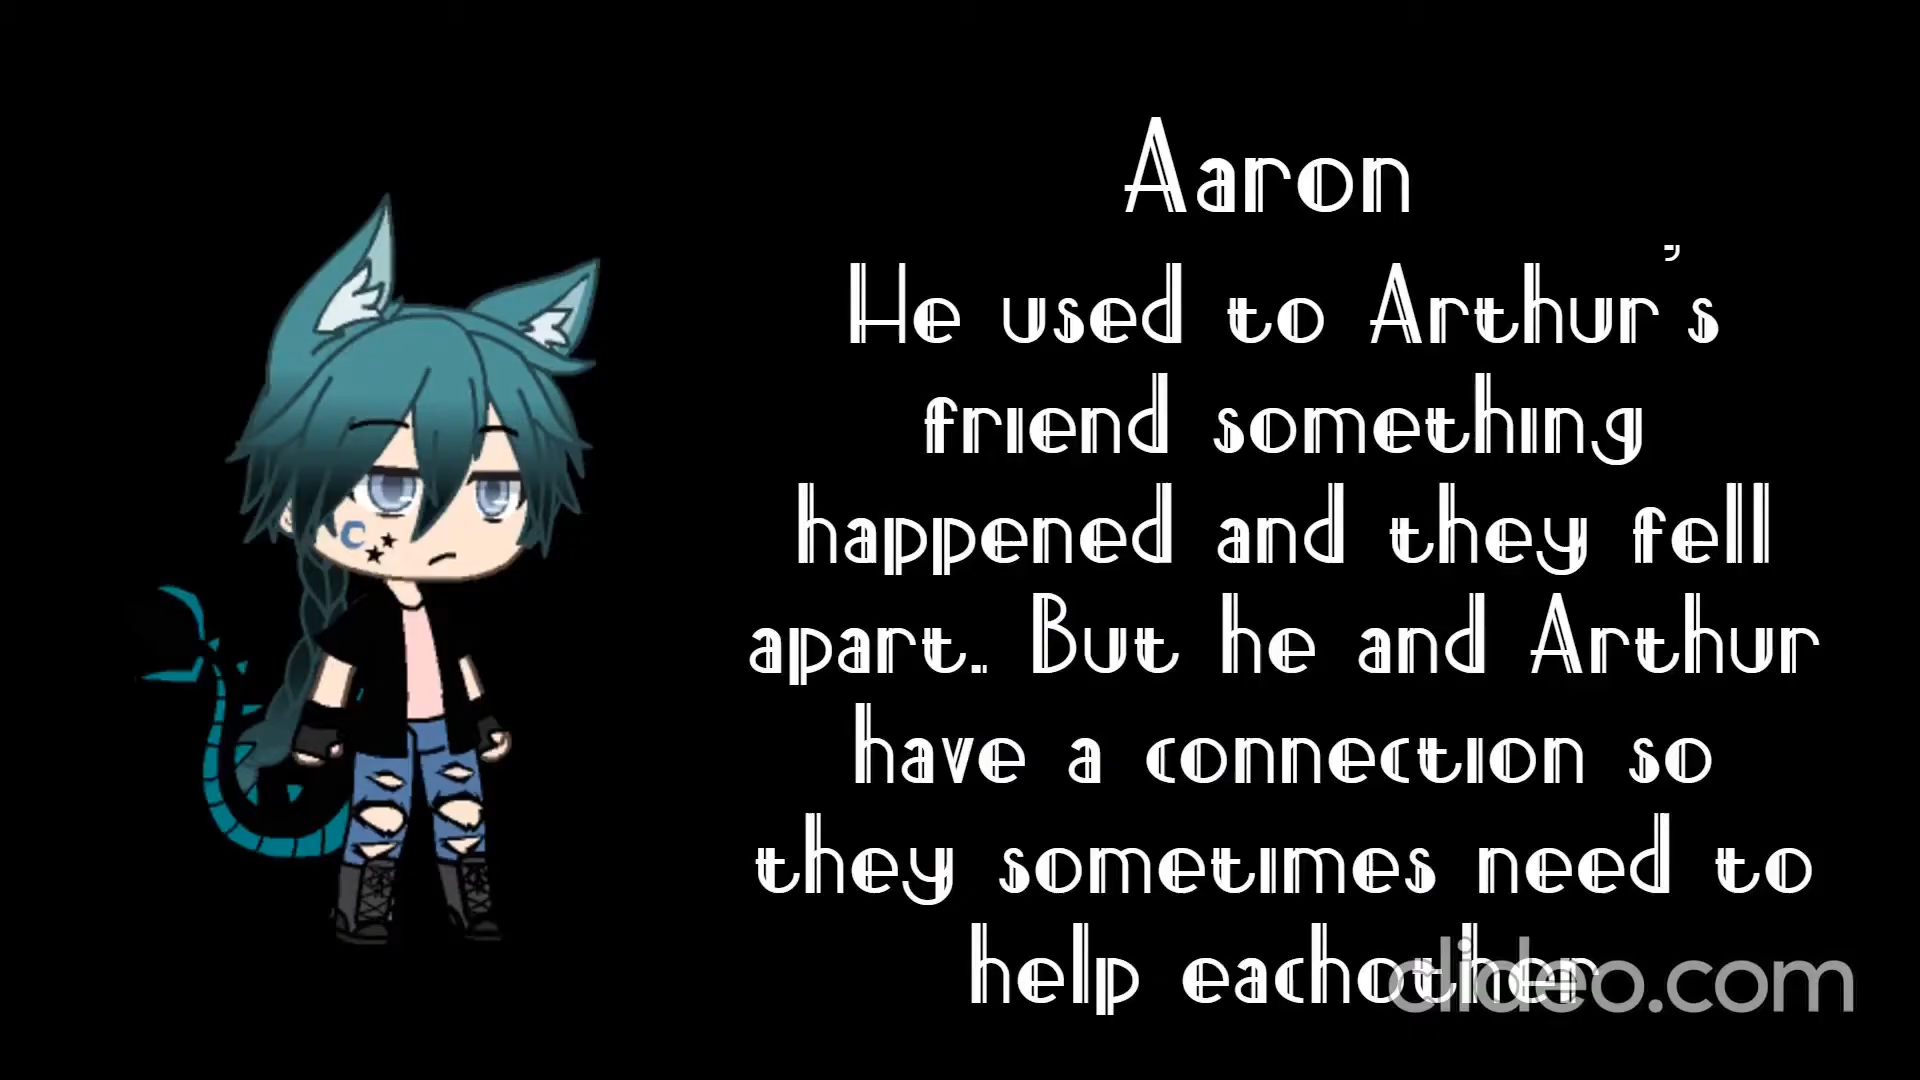 Aaron
He used to Arthur's
friend something
happened and they fell
apart.. But he and Arthur
have a connection so
they sometimes need to
help eachother
clideo.com